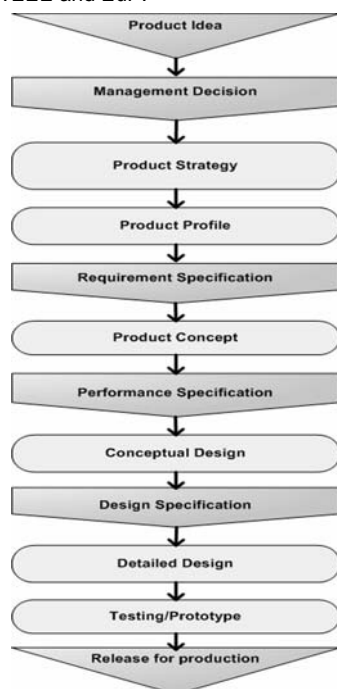 Product Idea
Management Decision
Product Strategy
Product Profile
Requirement Specification
Product Concept
Performance Specification
Conceptual Design
Design Specification
Detailed Design
Testing/Prototype
Release for production